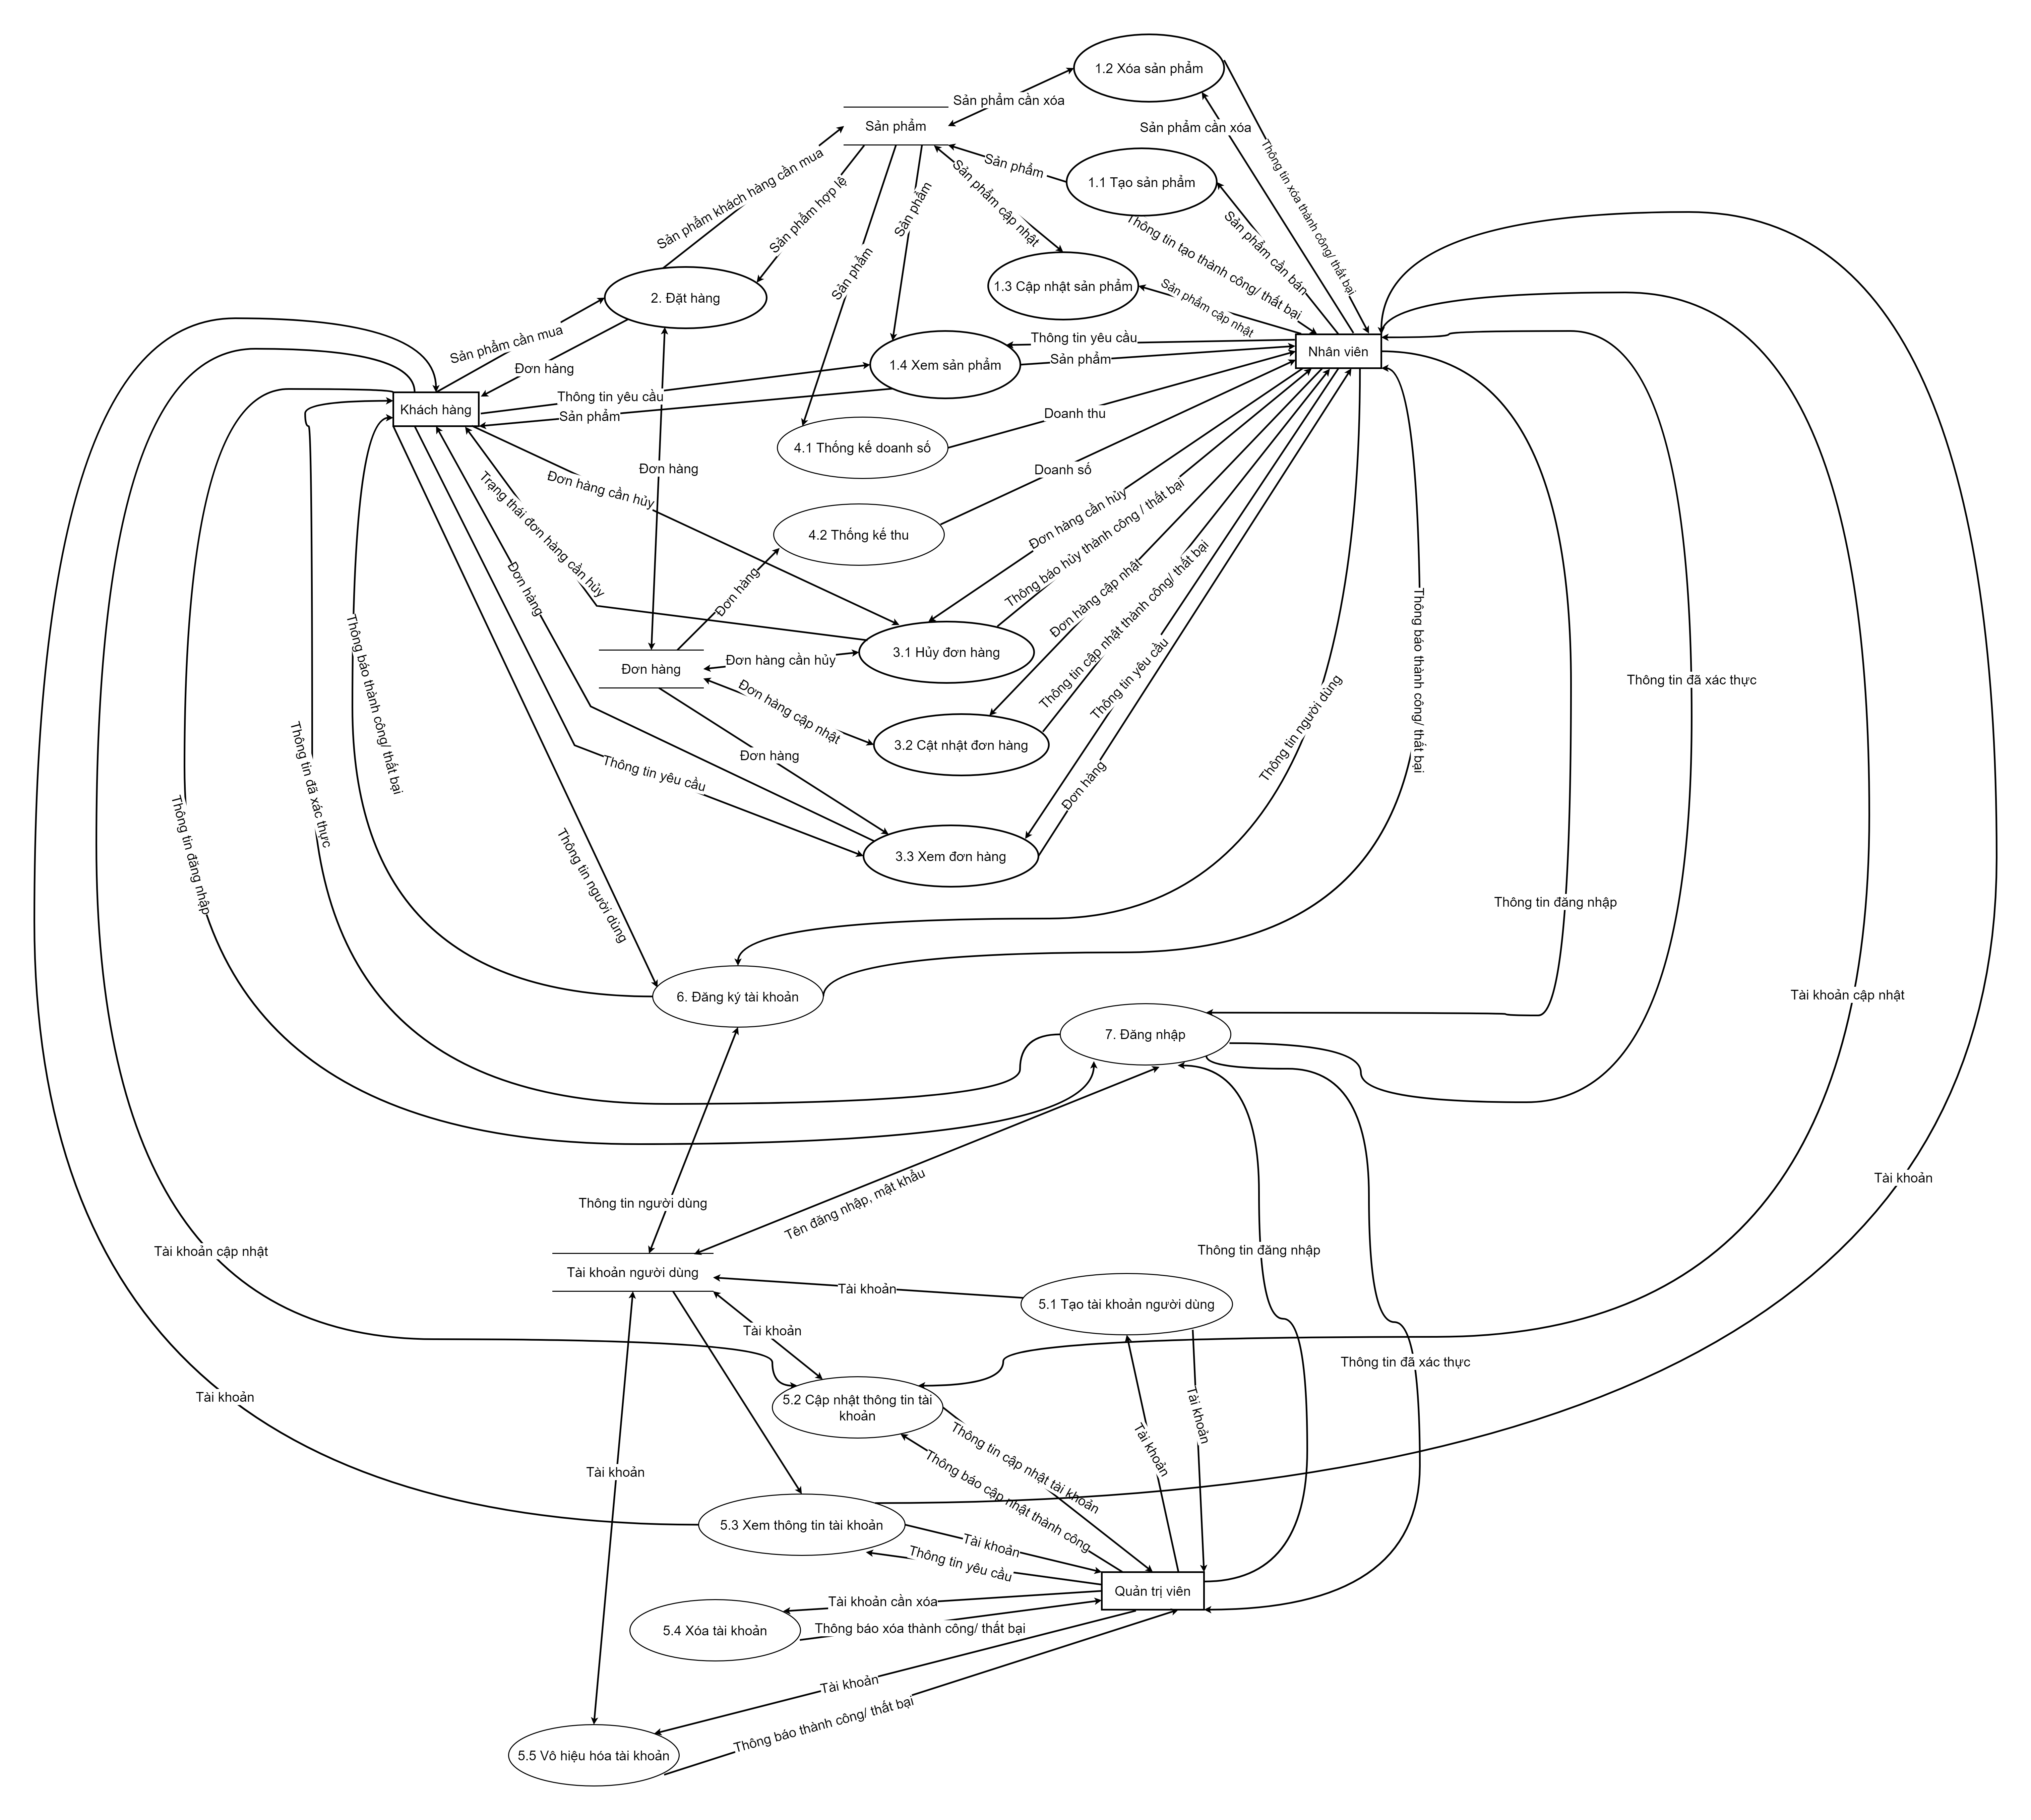 1.2 Xóa sản phẩm
Sản phẩm cần xóa
Sản phẩm
Sản phẩm cần xóa
Thông tin xóa thành công/ thất bại
Sản phẩm khách hàng cần mua
Sản phẩm hợp lệ
Sản phẩm
Sản phẩm
Sản phẩm
Sản phẩm cập nhật
1.1 Tạo sản phẩm
Thông tin tạo thành công/ thất bại
Sản phẩm cần bán
2. Đặt hàng
1.3 Cập nhật sản phẩm
Sản phẩm cập nhật
Sản phẩm cần mua
Đơn hàng
Thông tin yêu cầu
Sản phẩm
Nhân viên
1.4 Xem sản phẩm
Khách hàng
Thông tin yêu cầu
Sản phẩm
Doanh thu
4.1 Thống kế doanh số
Đơn hàng
Doanh số
Đơn hàng cần hủy
Trạng thái đơn hàng cần hủy
4.2 Thống kế thu
Đơn hàng cần hủy
Thông báo hủy thành công / thất bại
Đơn hàng
Đơn hàng
Đơn hàng cập nhật
Thông tin cập nhật thành công/ thất bại
Đơn hàng
Đơn hàng cần hủy
3.1 Hủy đơn hàng
Thông tin yêu cầu
Đơn hàng cập nhật
3.2 Cật nhật đơn hàng
Đơn hàng
Thông tin yêu cầu
Đơn hàng
3.3 Xem đơn hàng
Thông báo thành công/ thất bại
Thông tin đã xác thực
Thông tin đăng nhập
Thông tin người dùng
Thông tin người dùng
Thông báo thành công/ thất bại
Thông tin đã xác thực
Thông tin đăng nhập
6. Đăng ký tài khoản
Tài khoản cập nhật
7. Đăng nhập
Tài khoản
Thông tin người dùng
Tên đăng nhập, mật khẩu
Tài khoản cập nhật
Thông tin đăng nhập
Tài khoản người dùng
Tài khoản
5.1 Tạo tài khoản người dùng
Tài khoản
Thông tin đã xác thực
Tài khoản
5.2 Cập nhật thông tin tài
khoản
Tài khoản
Tài khoản
Thông tin cập nhật tài khoản
Thông báo cập nhật thành công
Tài khoản
5.3 Xem thông tin tài khoản
Tài khoản
Thông tin yêu cầu
Quản trị viên
Tài khoản cần xóa
5.4 Xóa tài khoản
Thông báo xóa thành công/ thất bại
Tài khoản
Thông báo thành công/ thất bại
5.5 Vô hiệu hóa tài khoản